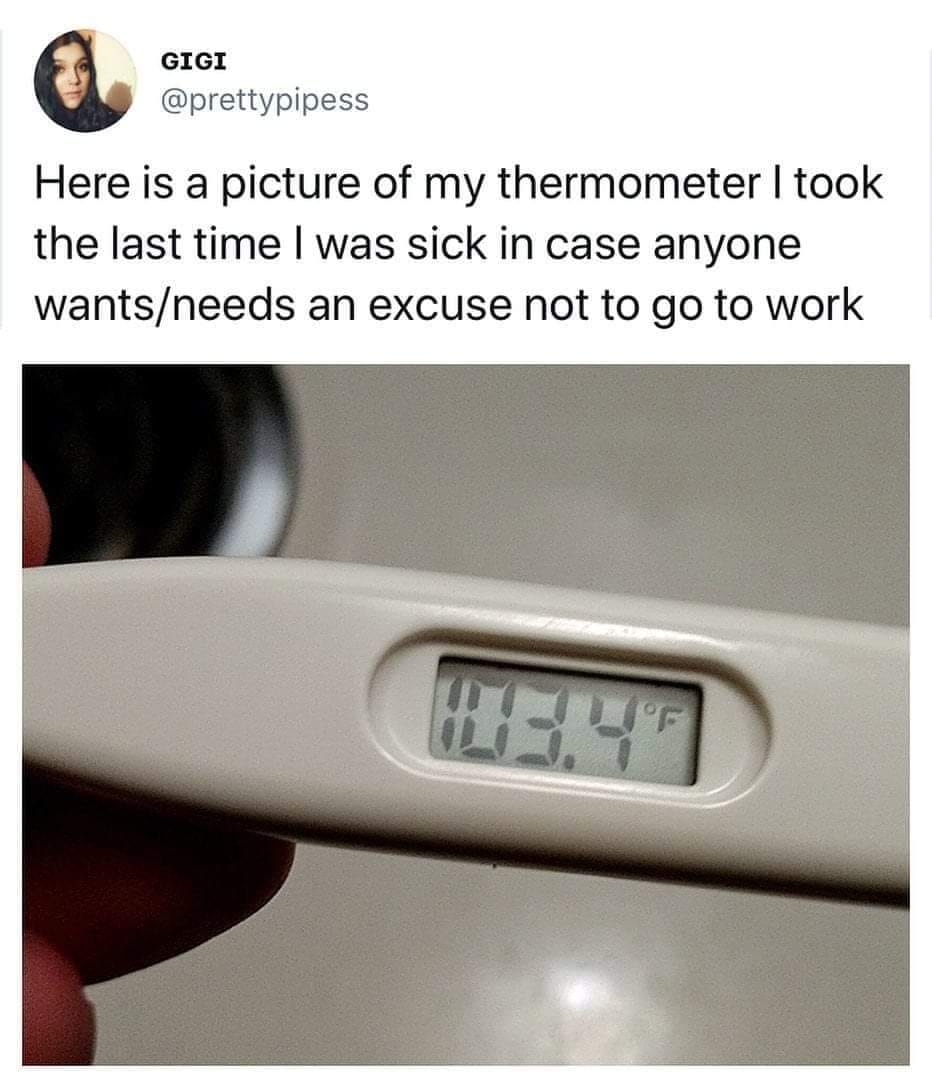 GIGI
@prettypipess
Here is a picture of my thermometer I took
the last time I was sick in case anyone
wants/needs an excuse not to go to work
103.4°F